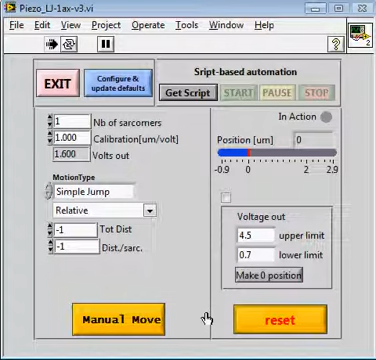 Piezo_LJ-1ax-v3.vi
File Edit View Project Operate Tools Window Help
?
2
EXIT
Configure & update defaults
Sript-based automation
Get Script START PAUSE STOP
1 Nb of sarcomers
1.000 Calibration[um/volt]
1.600 Volts out
MotionType
Simple Jump
Relative
-1 Tot Dist
-1 Dist./sarc.
In Action
Position [um] 0
-0.9 0 2 2.9
Voltage out
4.5 upper limit
0.7 lower limit
Make 0 position
Manual Move
reset